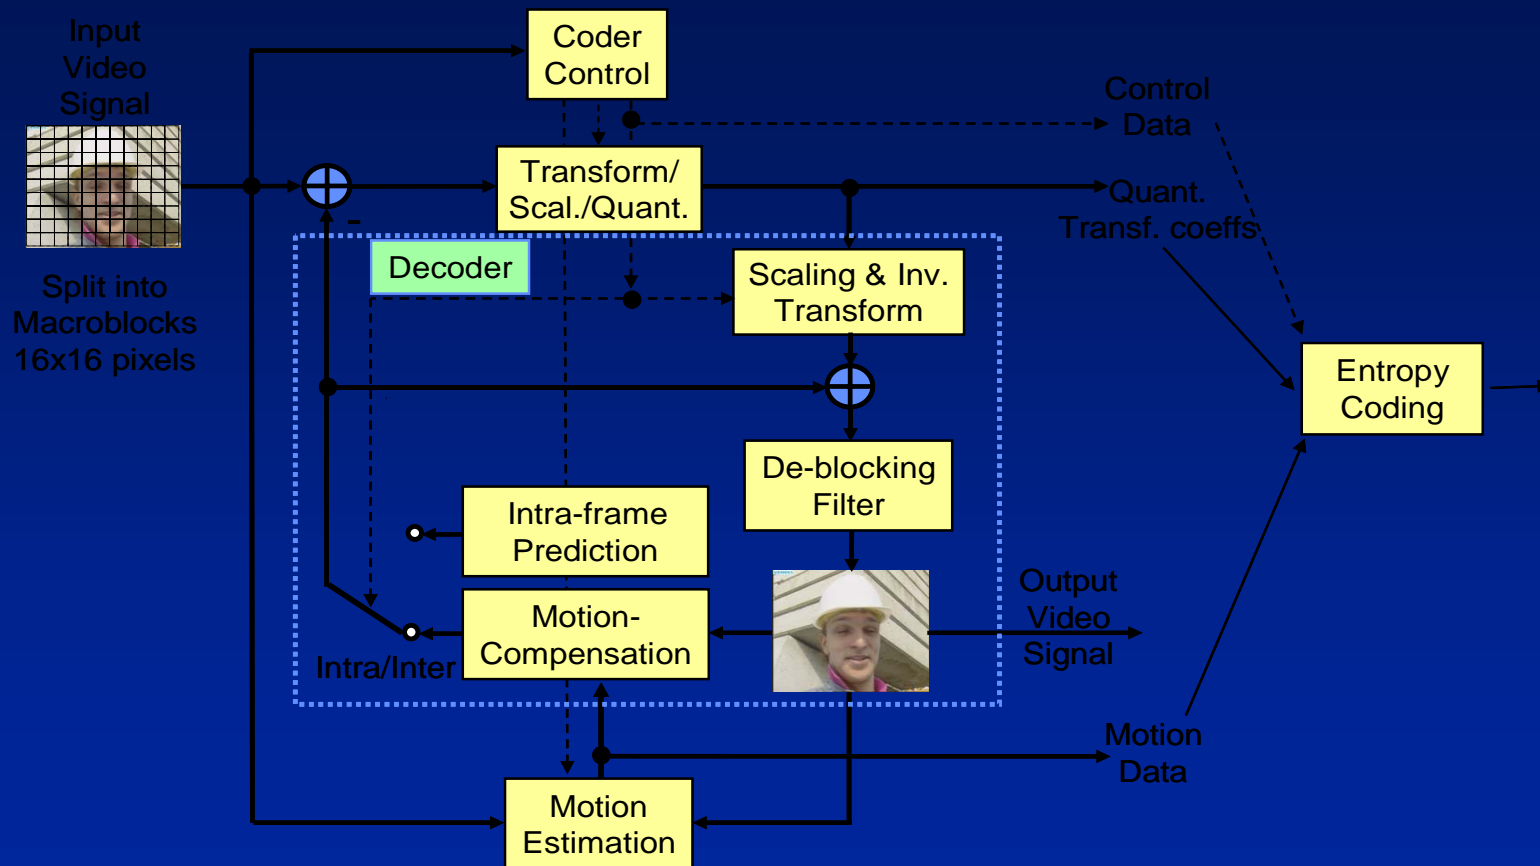 Input
Video
Signal
Split into
Macroblocks
16x16 pixels
Coder
Control
Transform/
Scal./Quant.
-
Decoder
Scaling & Inv.
Transform
De-blocking
Filter
Intra-frame
Prediction
Motion-
Compensation
Intra/Inter
Motion
Estimation
Control
Data
Quant.
Transf. coeffs
Output
Video
Signal
Motion
Data
Entropy
Coding